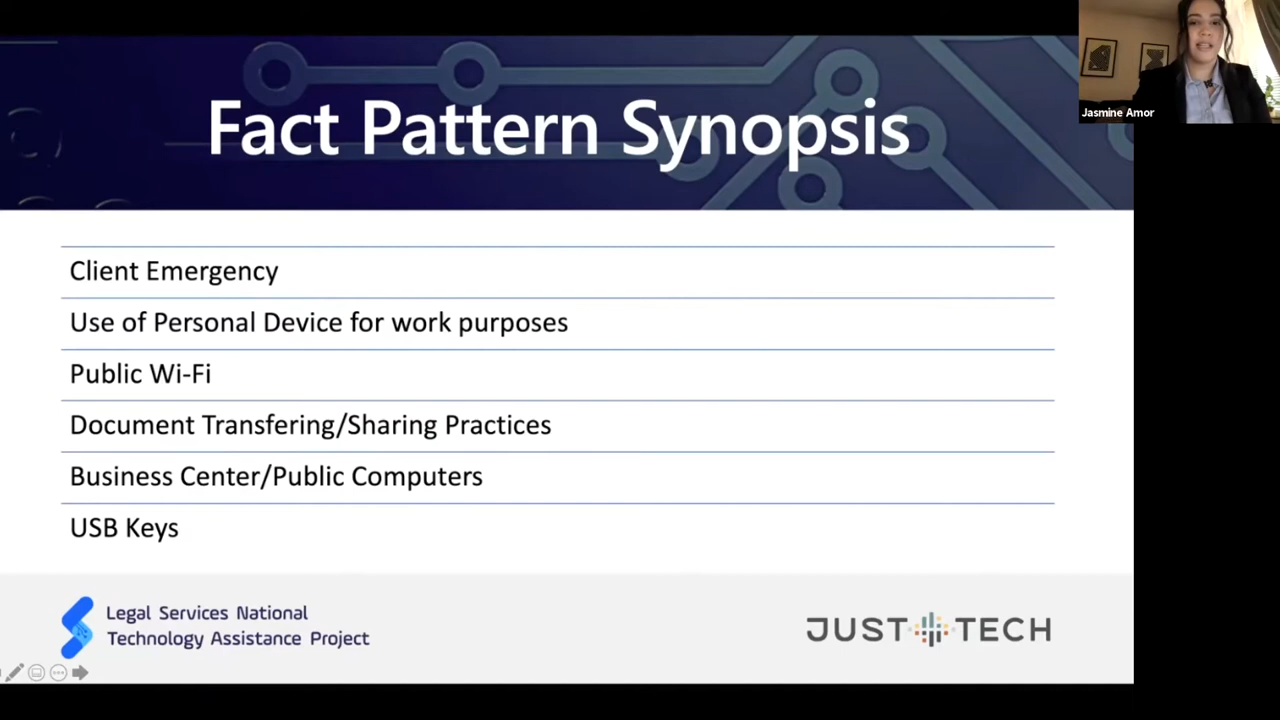 Fact Pattern Synopsis
Jasmine Amor
Client Emergency
Use of Personal Device for work purposes
Public Wi-Fi
Document Transfering/Sharing Practices
Business Center/Public Computers
USB Keys
Legal Services National
Technology Assistance Project
JUST TECH